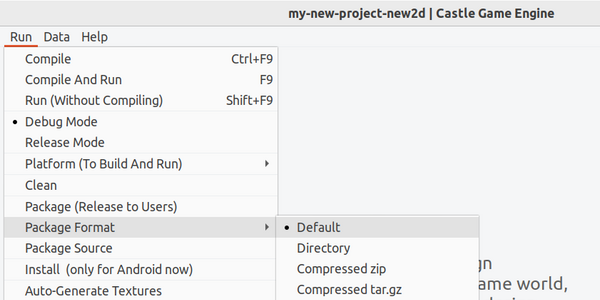 my-new-project-new2d | Castle Game Engine
Run Data Help
Compile Ctrl+F9
Compile And Run F9
Run (Without Compiling) Shift+F9
Debug Mode
Release Mode
Platform (To Build And Run)
Clean
Package (Release to Users)
Package Format
Default
Package Source
Directory
Install (only for Android now)
Compressed zip
Auto-Generate Textures
Compressed tar.gz
gn
ame world,